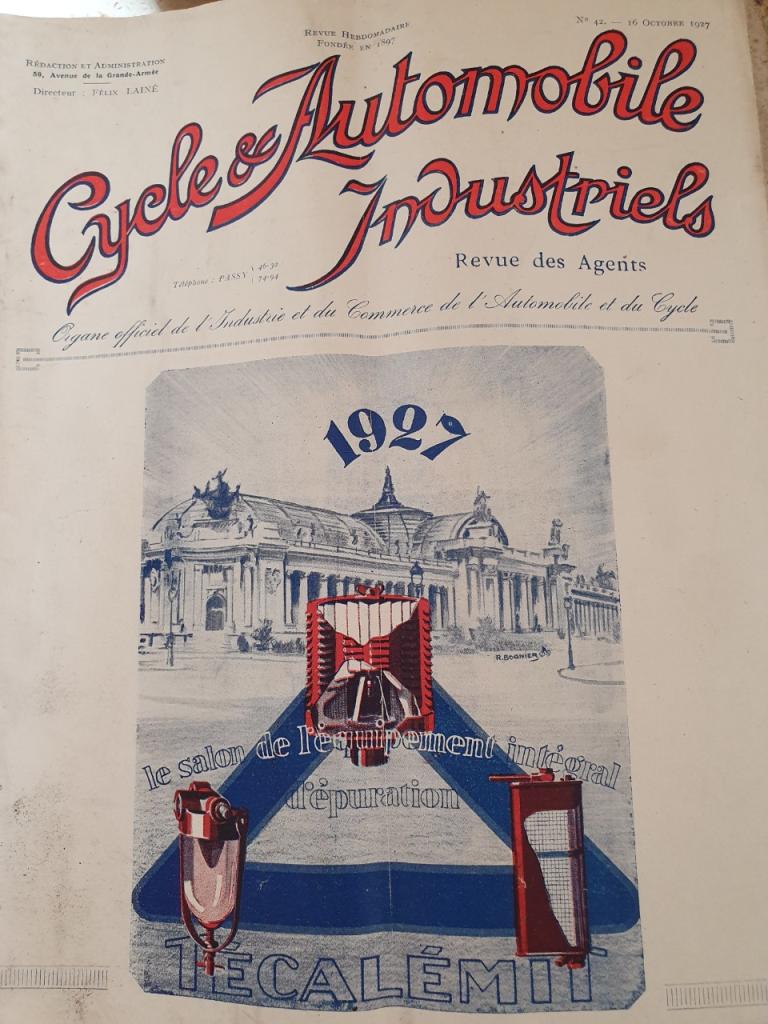 RÉDACTION ET ADMINISTRATION
59, Avenue de la Grande-Armée
Directeur : FÉLIX LAINÉ
REVUE HEBDOMADAIRE
FONDÉE EN 1897
N° 42. — 16 OCTOBRE 1927
Cycle & Automobile
Industriels
Téléphone : PASSY 46-32
74-94
Revue des Agents
Organe officiel de l'Industrie et du Commerce de l'Automobile et du Cycle
1927
R. BOGNIER
le salon de l'équipement intégral
d'épuration
TÉCALÉMIT